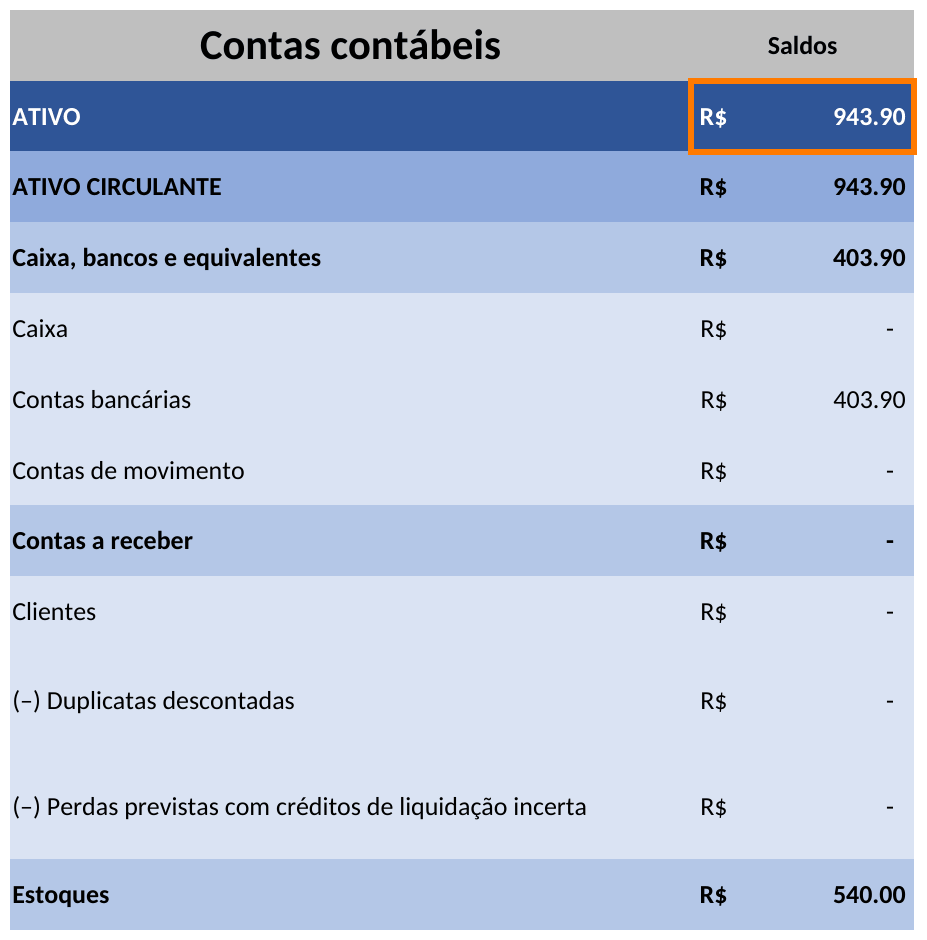 Contas contábeis Saldos
ATIVO R$ 943.90
ATIVO CIRCULANTE R$ 943.90
Caixa, bancos e equivalentes R$ 403.90
Caixa R$ -
Contas bancárias R$ 403.90
Contas de movimento R$ -
Contas a receber R$ -
Clientes R$ -
(–) Duplicatas descontadas R$ -
(–) Perdas previstas com créditos de liquidação incerta R$ -
Estoques R$ 540.00